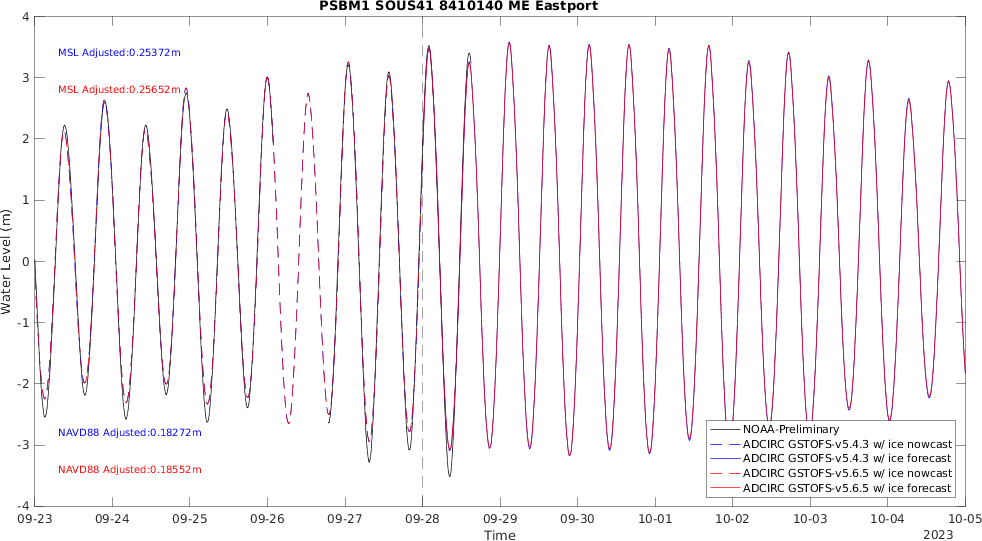 PSBM1 SOUS41 8410140 ME Eastport
4
3
2
1
0
-1
-2
-3
-4
Water Level (m)
MSL Adjusted:0.25372m
MSL Adjusted:0.25652m
NAVD88 Adjusted:0.18272m
NAVD88 Adjusted:0.18552m
NOAA-Preliminary
ADCIRC GSTOFS-v5.4.3 w/ ice nowcast
ADCIRC GSTOFS-v5.4.3 w/ ice forecast
ADCIRC GSTOFS-v5.6.5 w/ ice nowcast
ADCIRC GSTOFS-v5.6.5 w/ ice forecast
09-23 09-24 09-25 09-26 09-27 09-28 09-29 09-30 10-01 10-02 10-03 10-04 10-05
Time
2023